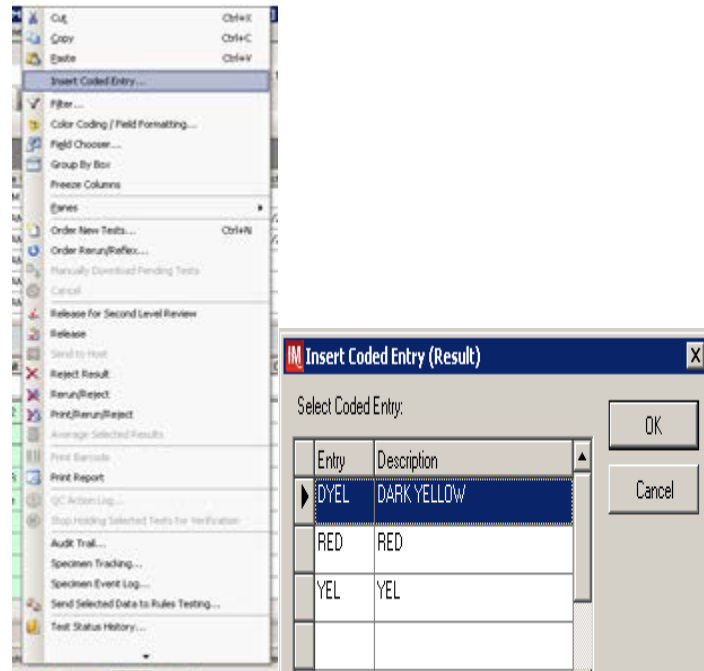 Cut Ctrl+X
Copy Ctrl+C
Paste Ctrl+V
Insert Coded Entry...
Filter...
Color Coding / Field Formatting...
Field Chooser...
Group By Box
Freeze Columns
Panes
Order New Tests... Ctrl+N
Order Rerun/Reflex...
Manually Download Pending Tests
Cancel
Release for Second Level Review
Release
Send to Host
Reject Result
Rerun/Reject
Print/Rerun/Reject
Average Selected Results
Print Barcode
Print Report
QC Action Log...
Stop Holding Selected Tests for Verification
Audit Trail...
Specimen Tracking...
Specimen Event Log...
Send Selected Data to Rules Testing...
Test Status History...
IM Insert Coded Entry (Result) X
Select Coded Entry:
OK
Cancel
Entry Description
DYEL DARK YELLOW
RED RED
YEL YEL